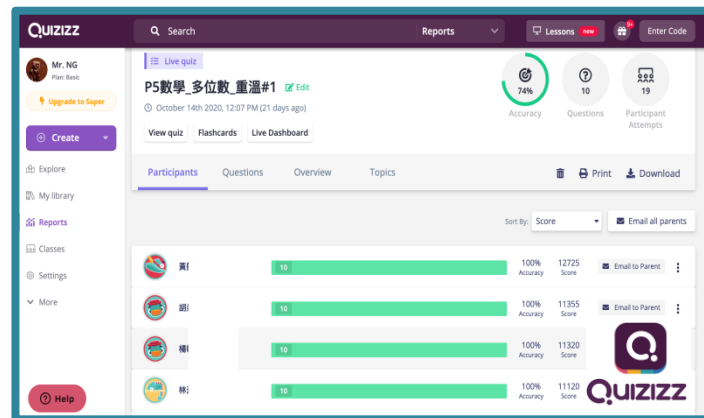 QUIZIZZ
Search
Reports
Lessons new
9+
Enter Code
Mr. NG
Plan: Basic
Upgrade to Super
Create
Explore
My library
Reports
Classes
Settings
More
Help
Live quiz
P5數學_多位數_重溫#1 Edit
October 14th 2020, 12:07 PM (21 days ago)
View quiz Flashcards Live Dashboard
74%
Accuracy
10
Questions
19
Participant
Attempts
Participants Questions Overview Topics
Print Download
Sort By: Score
Email all parents
黃
10
100%
Accuracy
12725
Score
Email to Parent
胡
10
100%
Accuracy
11355
Score
Email to Parent
楊
10
100%
Accuracy
11320
Score
林
10
100%
Accuracy
11120
Score
Q
QUIZIZZ